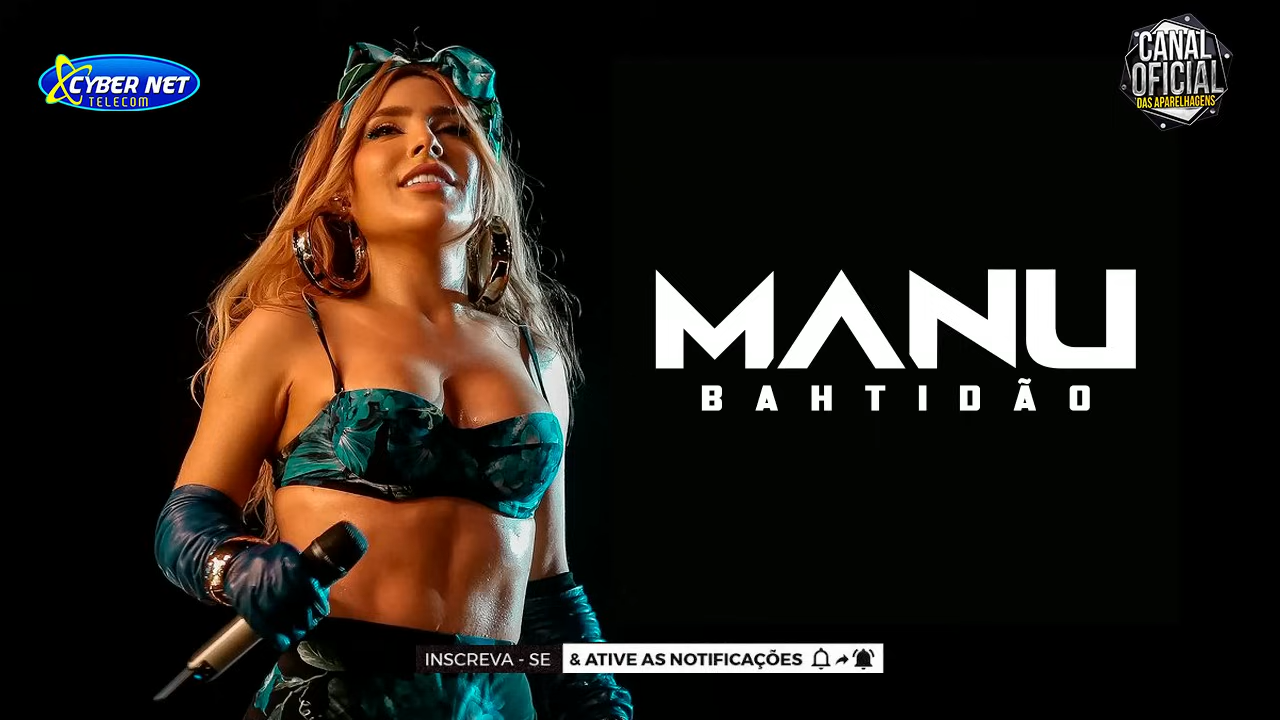 CYBER NET
TELECOM
CANAL
OFICIAL
DAS APARELHAGENS
MANU
BAHTIDÃO
INSCREVA - SE & ATIVE AS NOTIFICAÇÕES